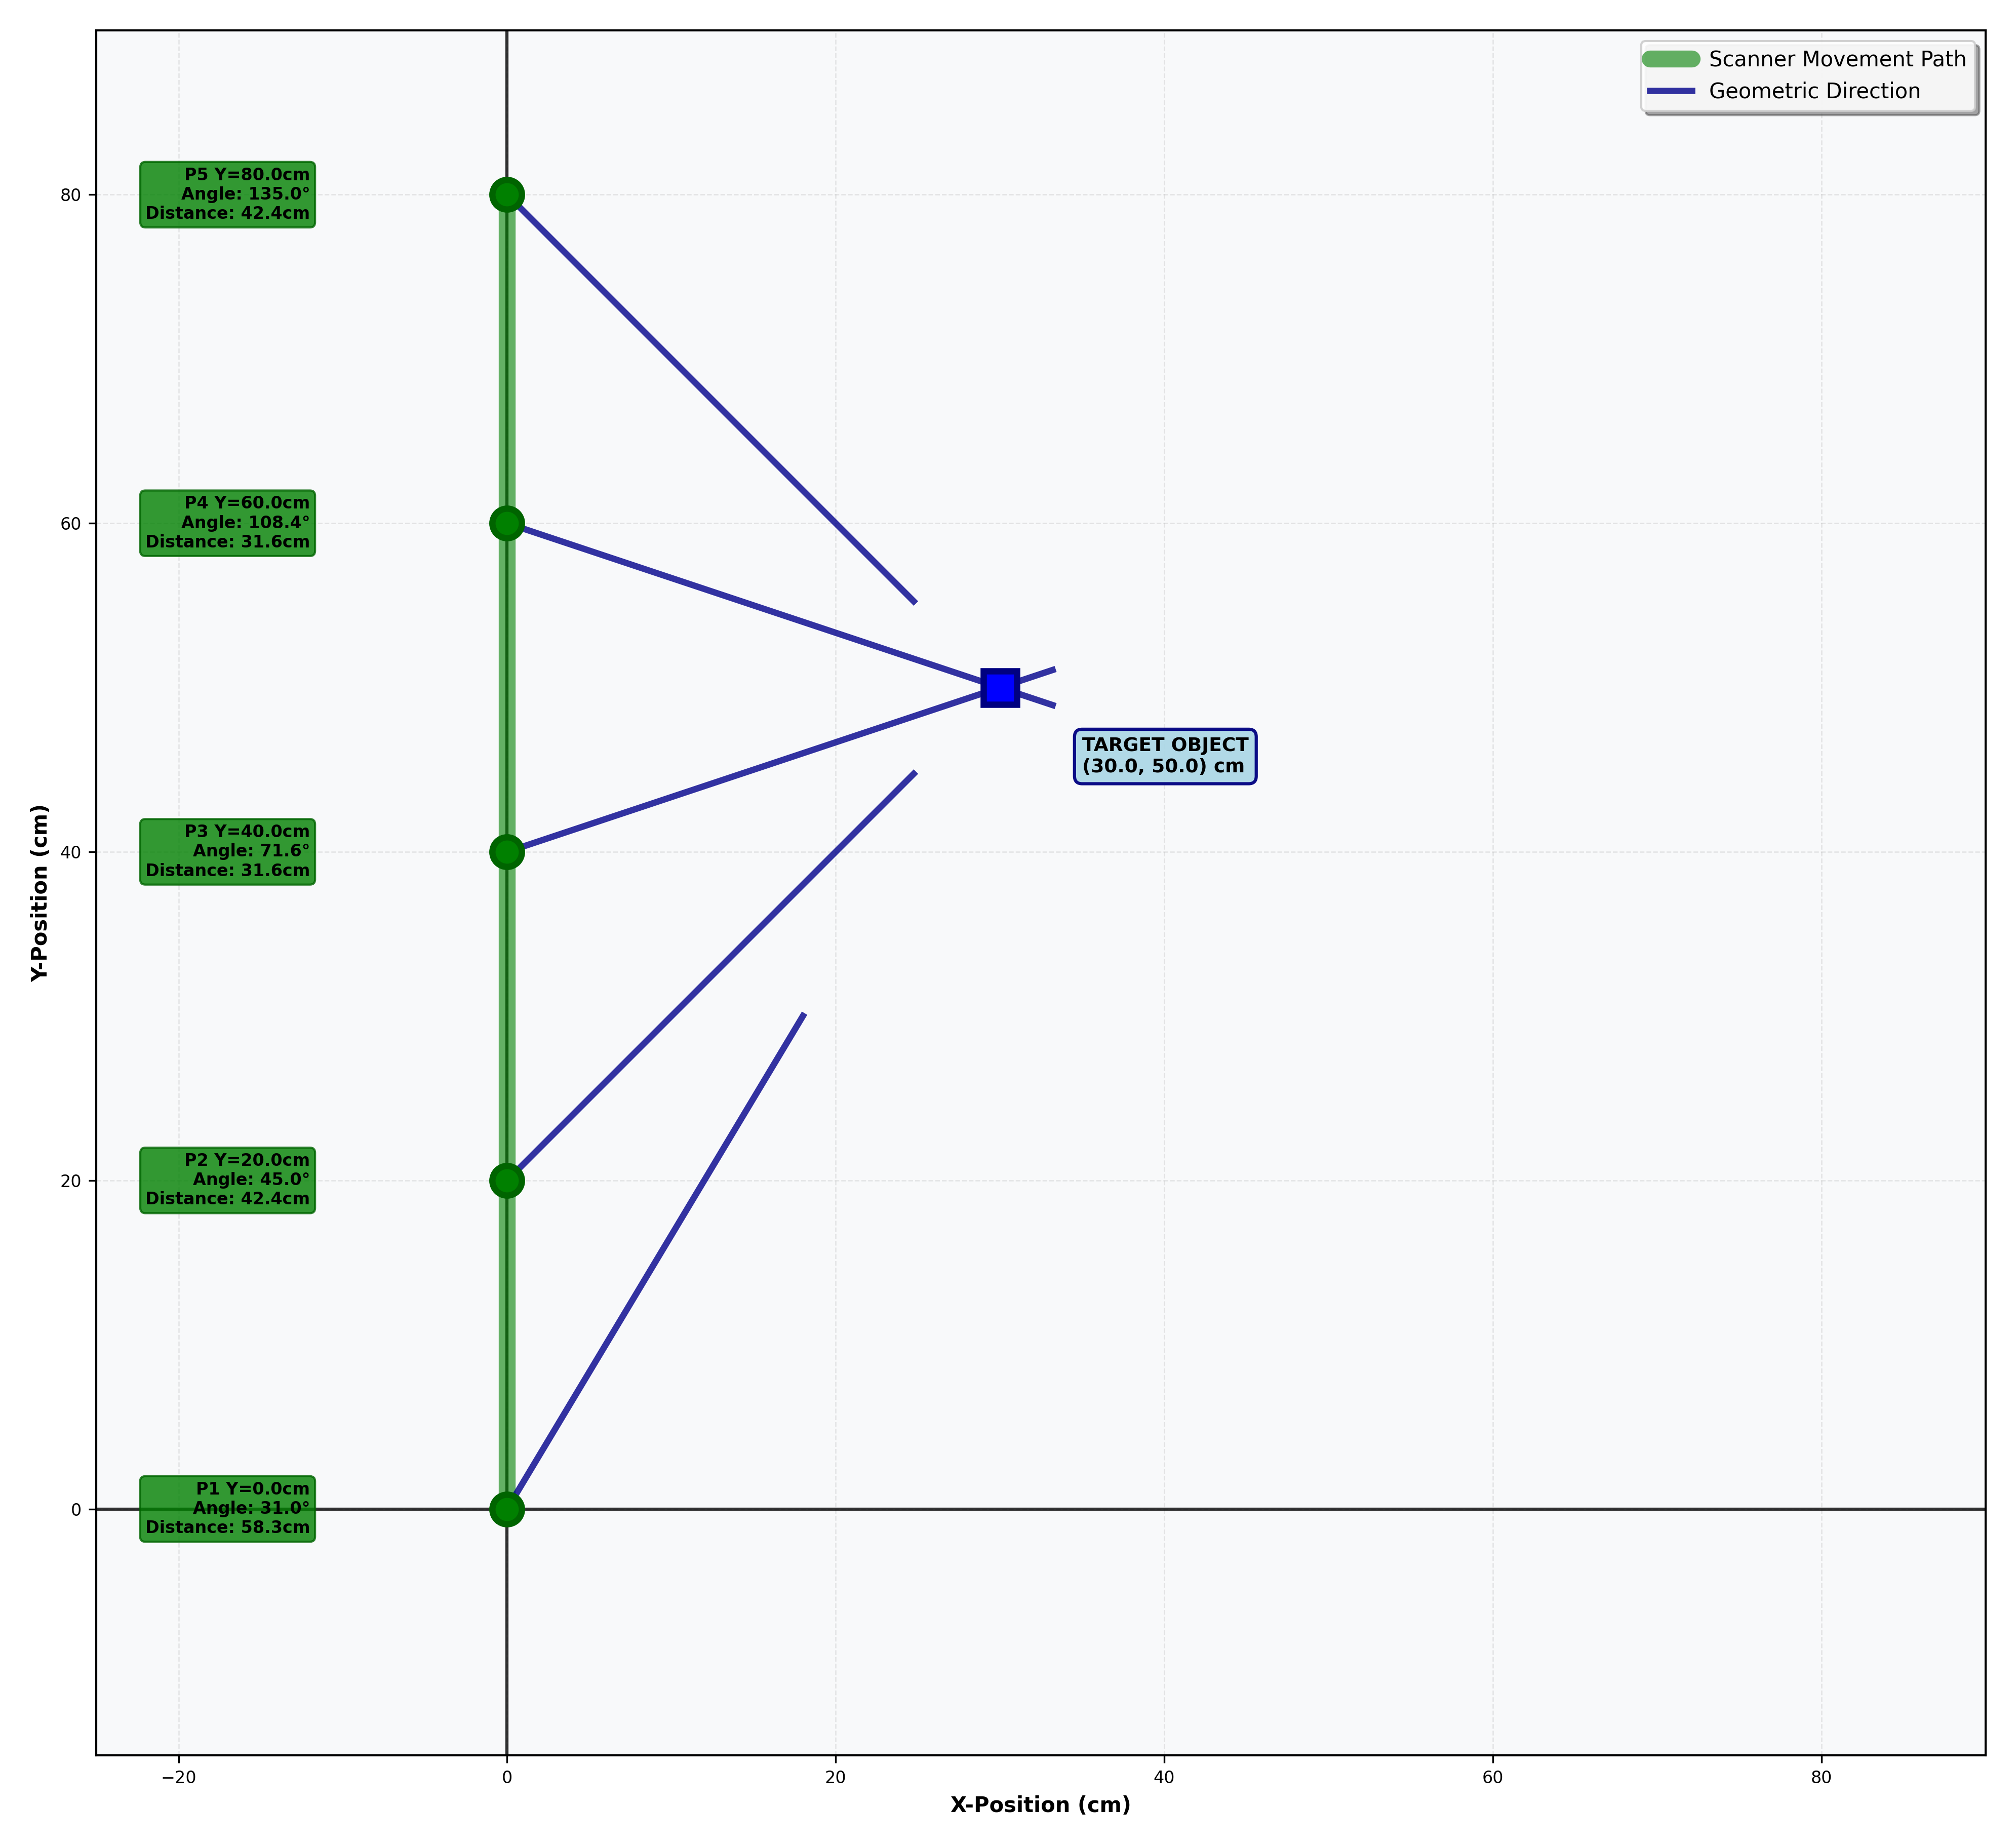 Scanner Movement Path
Geometric Direction
P5 Y=80.0cm
Angle: 135.0°
Distance: 42.4cm
P4 Y=60.0cm
Angle: 108.4°
Distance: 31.6cm
TARGET OBJECT
(30.0, 50.0) cm
P3 Y=40.0cm
Angle: 71.6°
Distance: 31.6cm
P2 Y=20.0cm
Angle: 45.0°
Distance: 42.4cm
P1 Y=0.0cm
Angle: 31.0°
Distance: 58.3cm
Y-Position (cm)
80
60
40
20
0
−20 0 20 40 60 80
X-Position (cm)